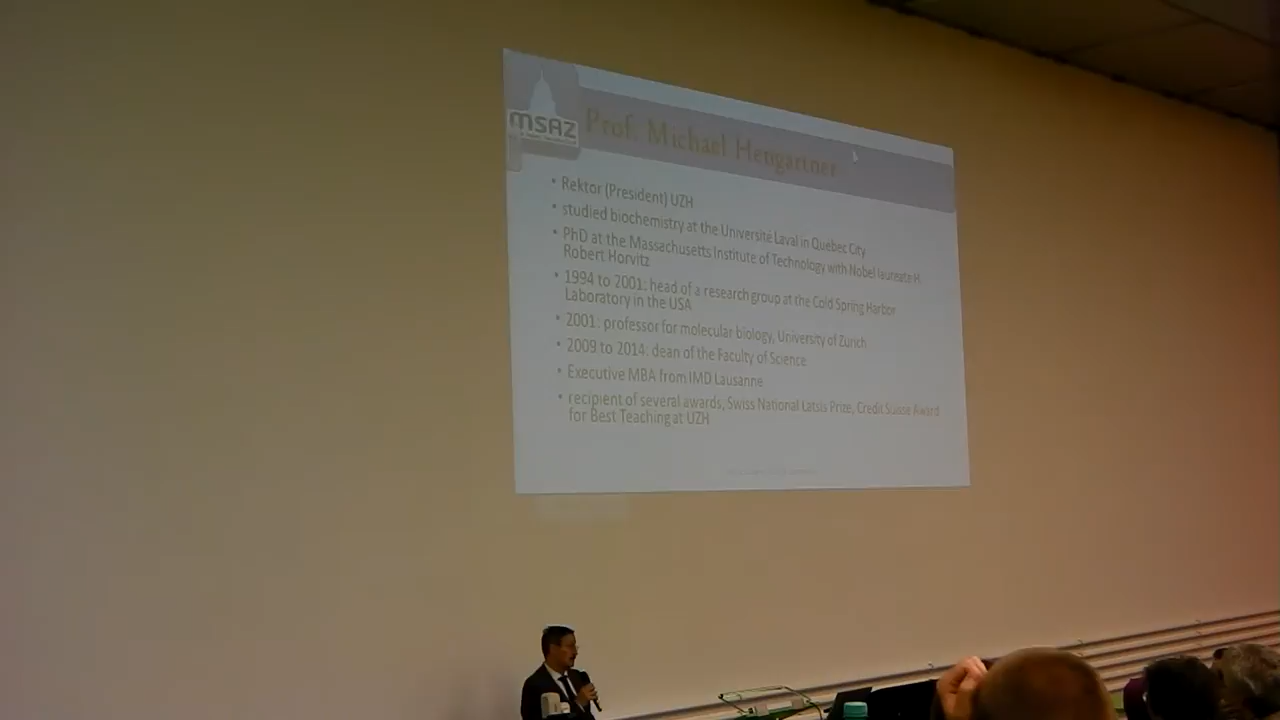 MSAZ
Prof. Michael Hengartner
• Rektor (President) UZH
• studied biochemistry at the Université Laval in Quebec City
• PhD at the Massachusetts Institute of Technology with Nobel laureate H.
Robert Horvitz
• 1994 to 2001: head of a research group at the Cold Spring Harbor
Laboratory in the USA
• 2001: professor for molecular biology, University of Zurich
• 2009 to 2014: dean of the Faculty of Science
• Executive MBA from IMD Lausanne
• recipient of several awards, Swiss National Latsis Prize, Credit Suisse Award
for Best Teaching at UZH